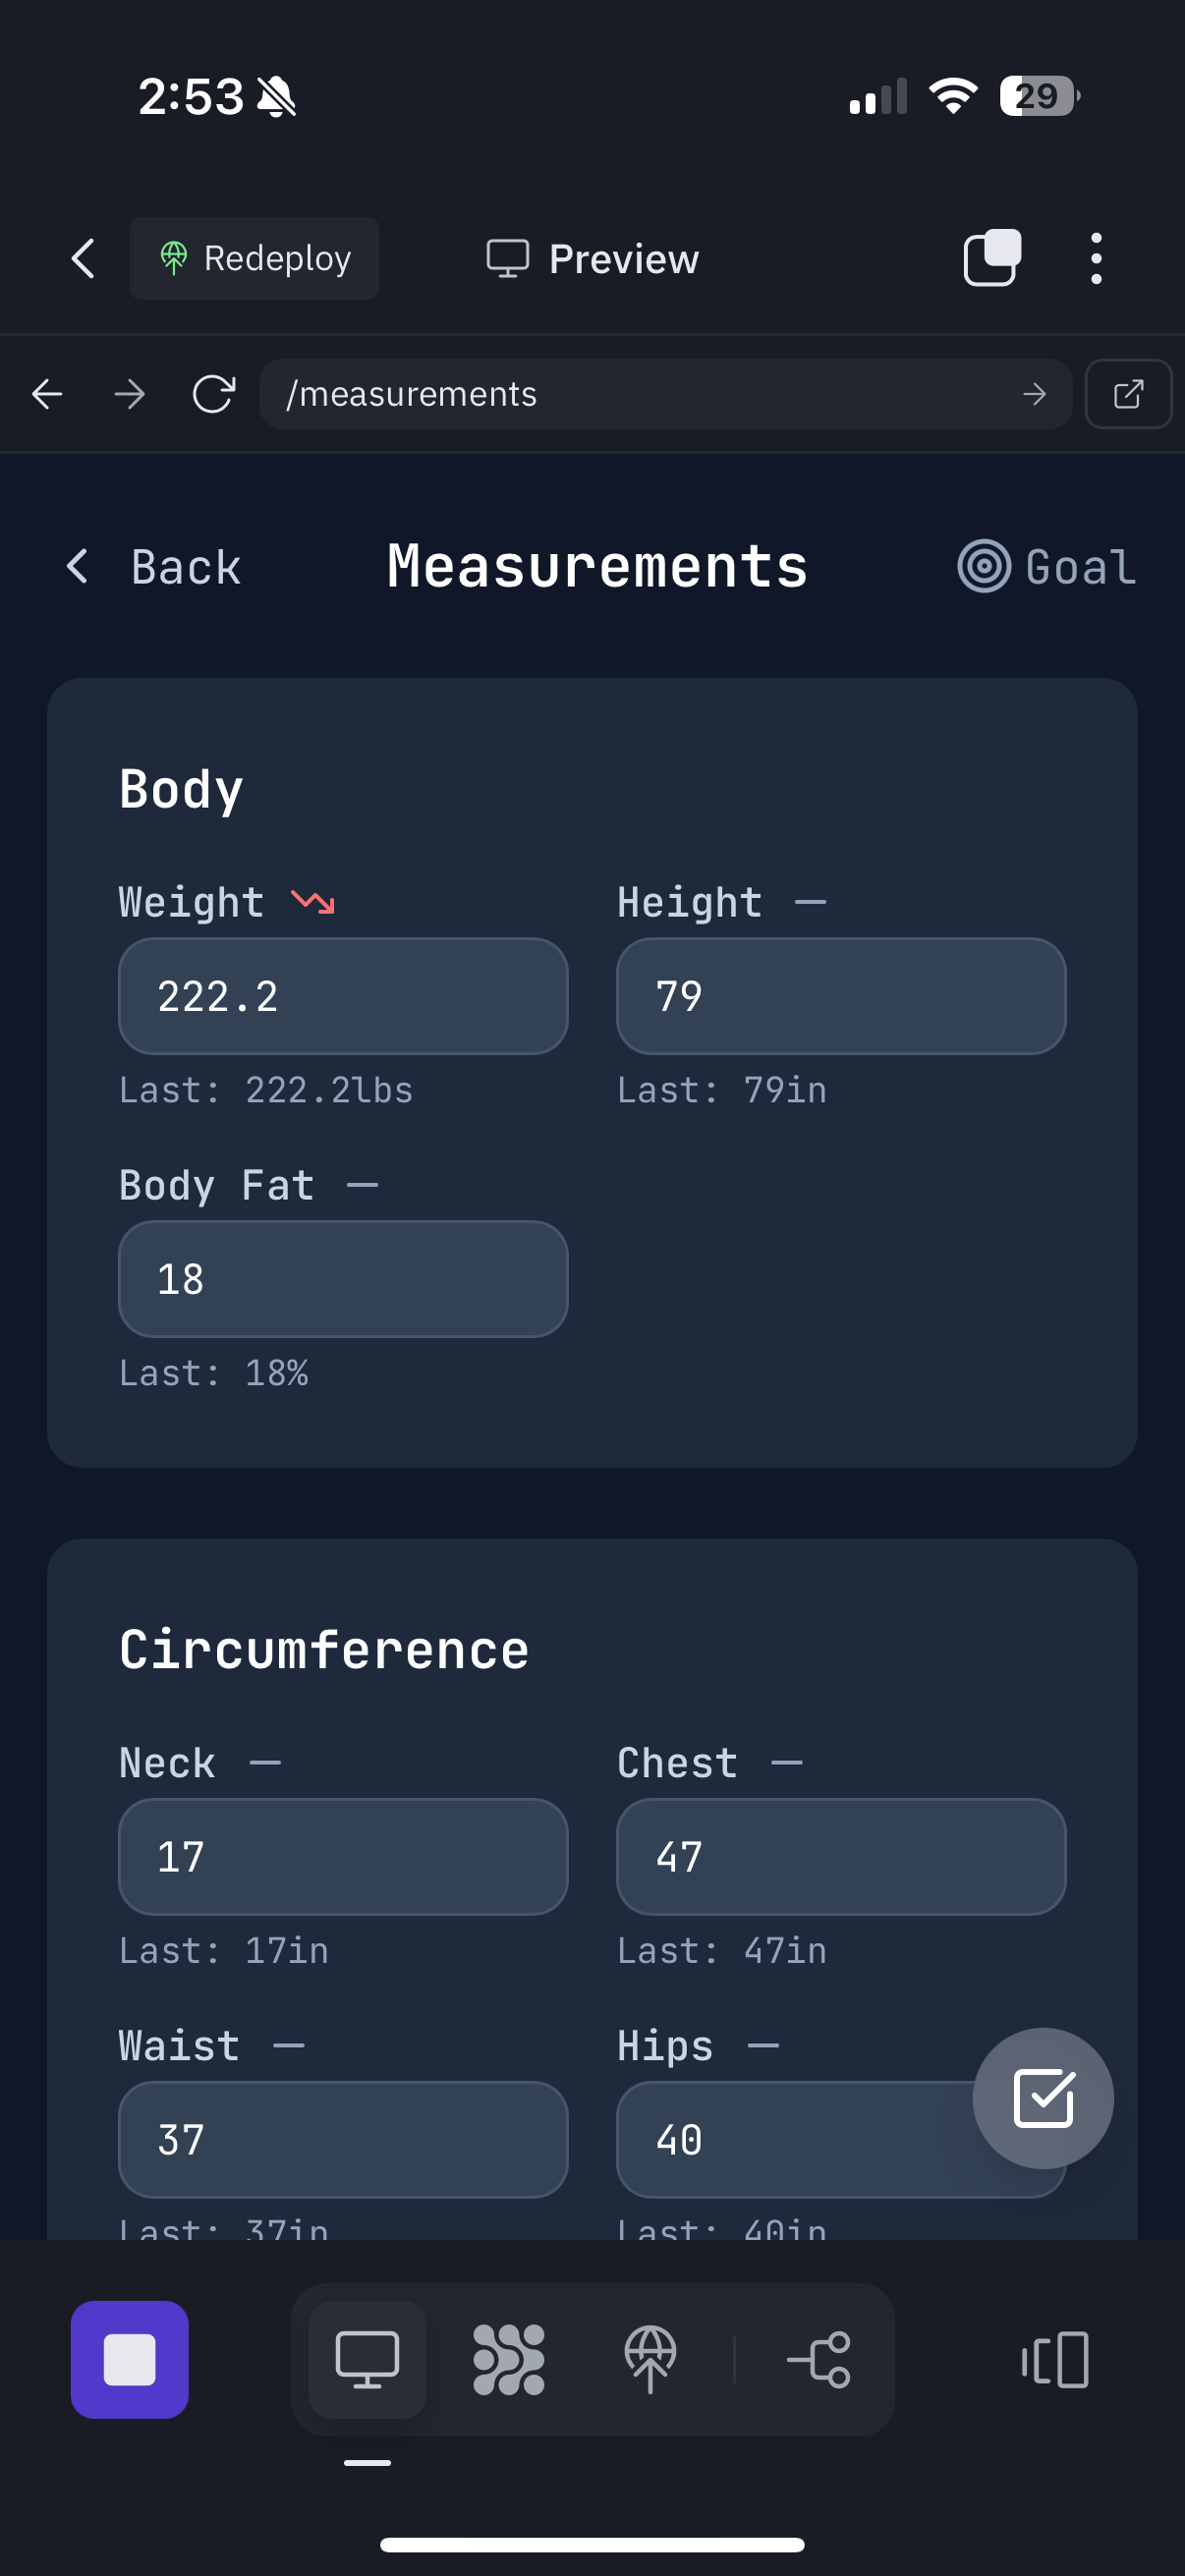 2:53 29
Redeploy Preview
/measurements
Back Measurements Goal
Body
Weight Height
222.2 79
Last: 222.2lbs Last: 79in
Body Fat
18
Last: 18%
Circumference
Neck Chest
17 47
Last: 17in Last: 47in
Waist Hips
37 40
Last: 37in Last: 40in